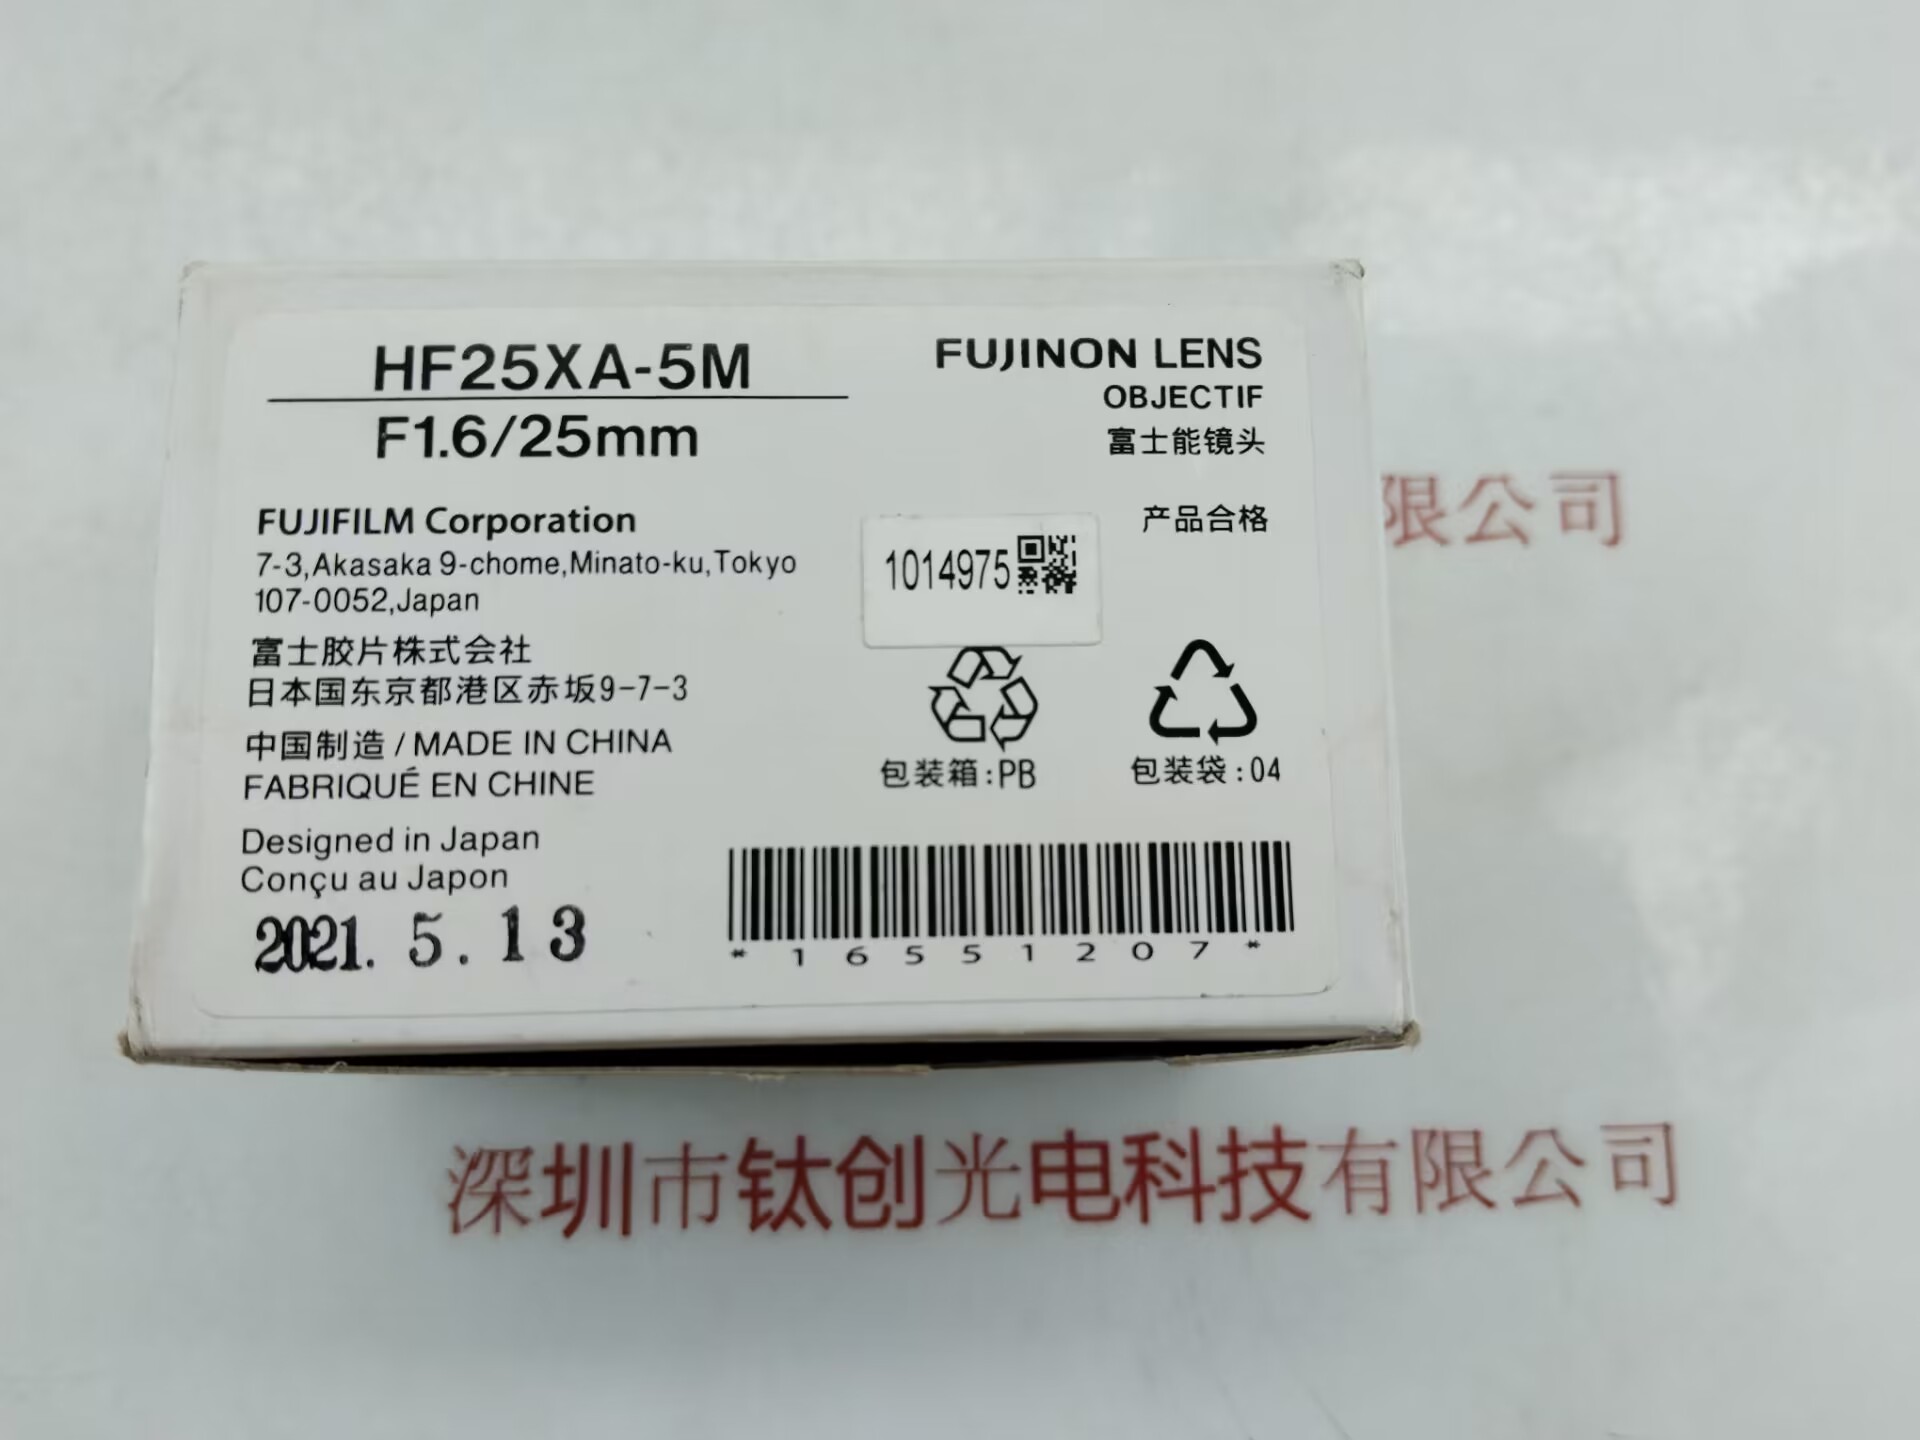 HF25XA-5M
F1.6/25mm
FUJINON LENS
OBJECTIF
富士能镜头
产品合格
FUJIFILM Corporation
7-3,Akasaka 9-chome,Minato-ku,Tokyo
107-0052,Japan
1014975
富士胶片株式会社
日本国东京都港区赤坂9-7-3
中国制造 / MADE IN CHINA
FABRIQUÉ EN CHINE
包装箱:PB
包装袋:04
Designed in Japan
Conçu au Japon
2021. 5. 13
*16551207*
限公司
深圳市钛创光电科技有限公司